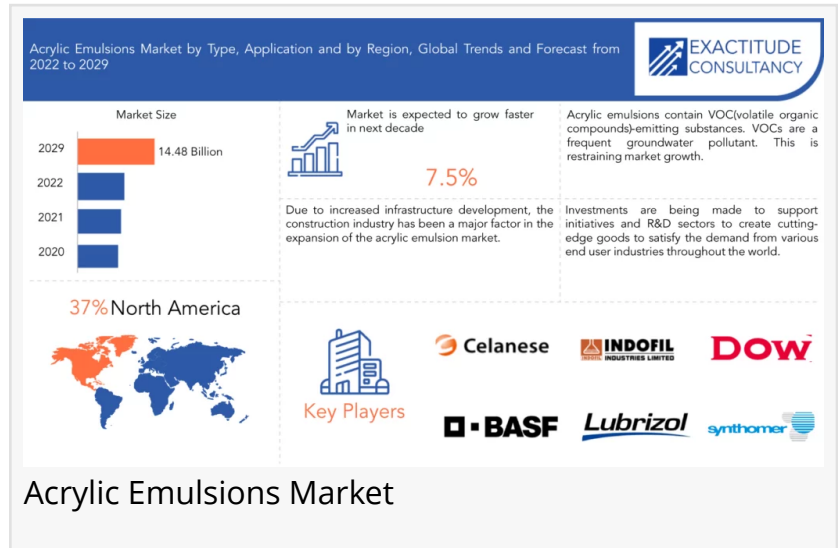 Acrylic Emulsions Market by Type, Application and by Region, Global Trends and Forecast from
2022 to 2029
EXACTITUDE
CONSULTANCY
Market Size
2029
14.48 Billion
2022
2021
2020
Market is expected to grow faster
in next decade
7.5%
Acrylic emulsions contain VOC(volatile organic
compounds)-emitting substances. VOCs are a
frequent groundwater pollutant. This is
restraining market growth.
Due to increased infrastructure development, the
construction industry has been a major factor in the
expansion of the acrylic emulsion market.
Investments are being made to support
initiatives and R&D sectors to create cutting-
edge goods to satisfy the demand from various
end user industries throughout the world.
37% North America
Key Players
Celanese
INDOFIL
INDUSTRIES LIMITED
DOW
BASF
Lubrizol
synthomer
Acrylic Emulsions Market